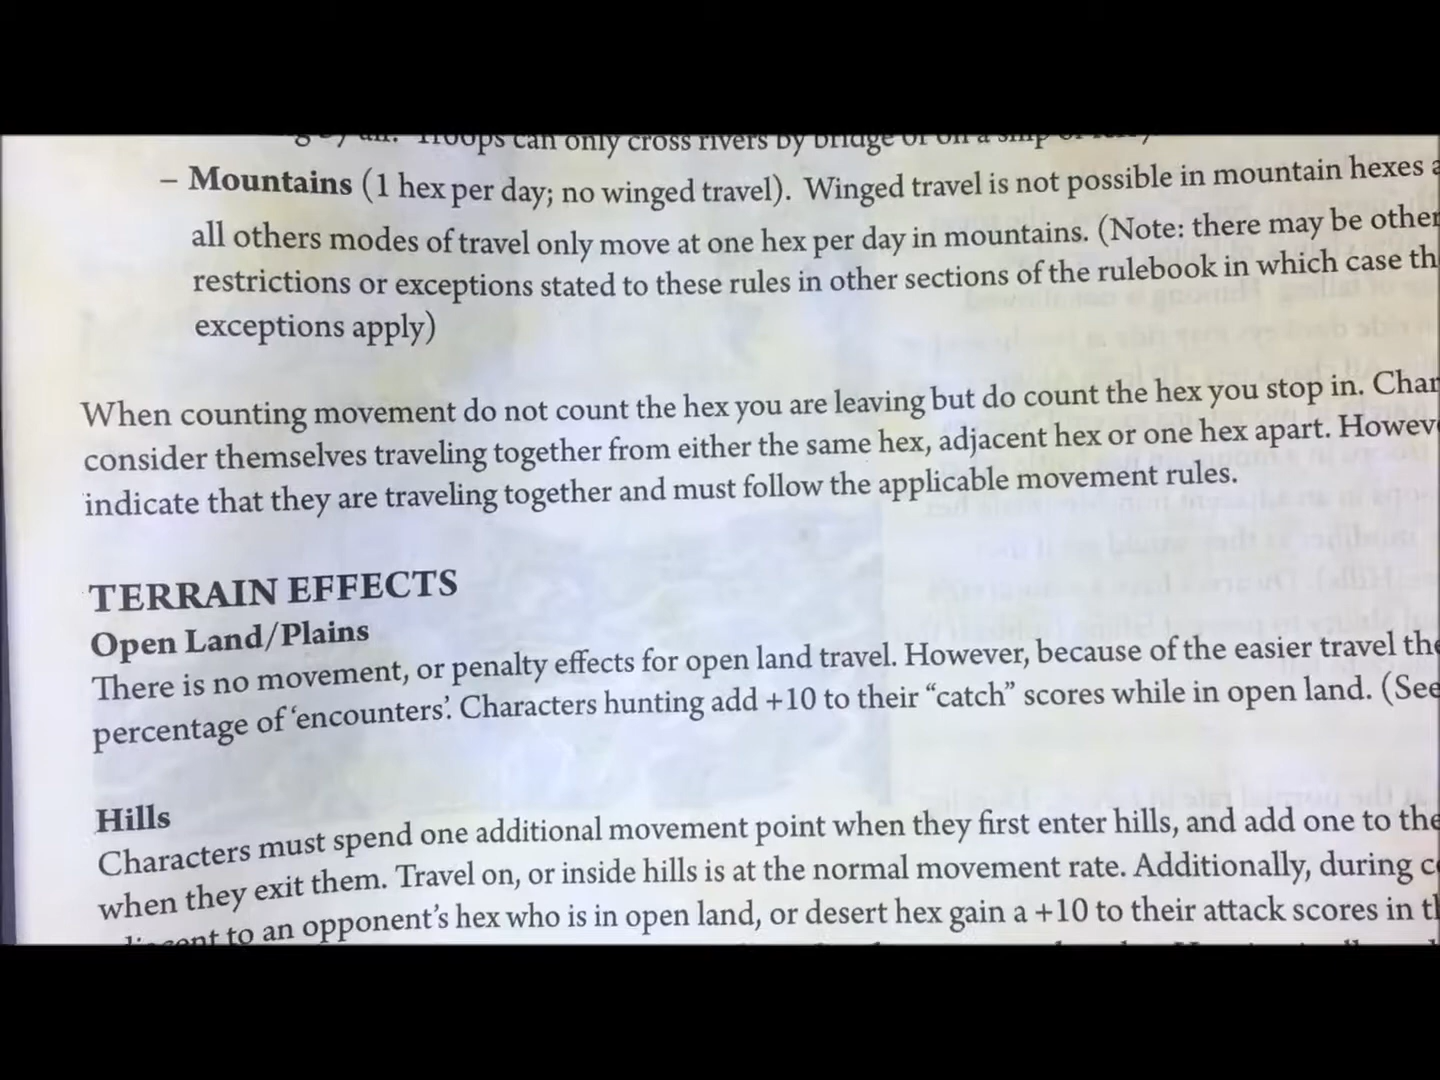 Troops can only cross rivers by bridge or on a ship or
– Mountains (1 hex per day; no winged travel). Winged travel is not possible in mountain hexes
all others modes of travel only move at one hex per day in mountains. (Note: there may be other
restrictions or exceptions stated to these rules in other sections of the rulebook in which case
exceptions apply)
When counting movement do not count the hex you are leaving but do count the hex you stop in.
consider themselves traveling together from either the same hex, adjacent hex or one hex apart.
indicate that they are traveling together and must follow the applicable movement rules.
TERRAIN EFFECTS
Open Land/Plains
There is no movement, or penalty effects for open land travel. However, because of the easier travel
percentage of ‘encounters’. Characters hunting add +10 to their “catch” scores while in open land. (See
Hills
Characters must spend one additional movement point when they first enter hills, and add one to the
when they exit them. Travel on, or inside hills is at the normal movement rate. Additionally, during
to an opponent’s hex who is in open land, or desert hex gain a +10 to their attack scores in